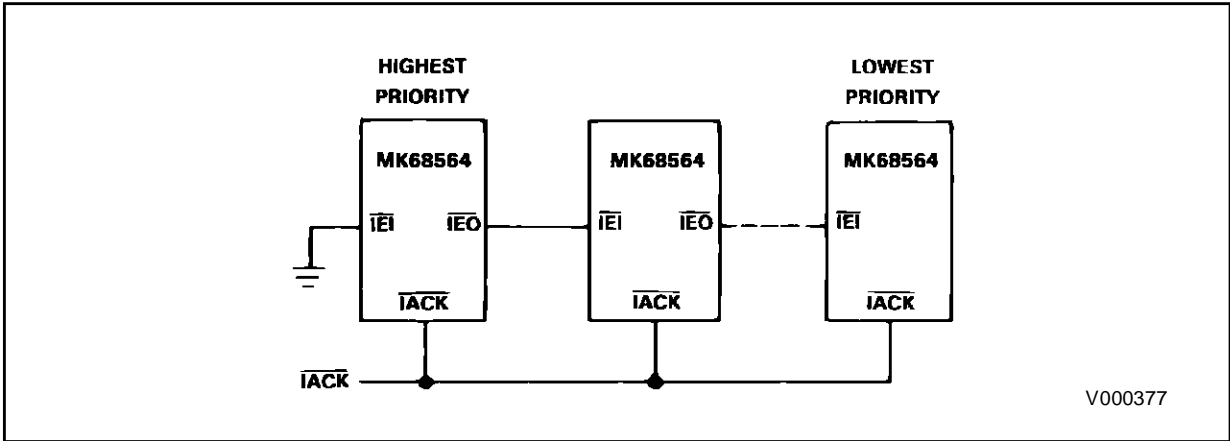 HIGHEST
PRIORITY
LOWEST
PRIORITY
MK68564
MK68564
MK68564
IEI
IEO
IEI
IEO
IEI
IACK
IACK
IACK
IACK
V000377